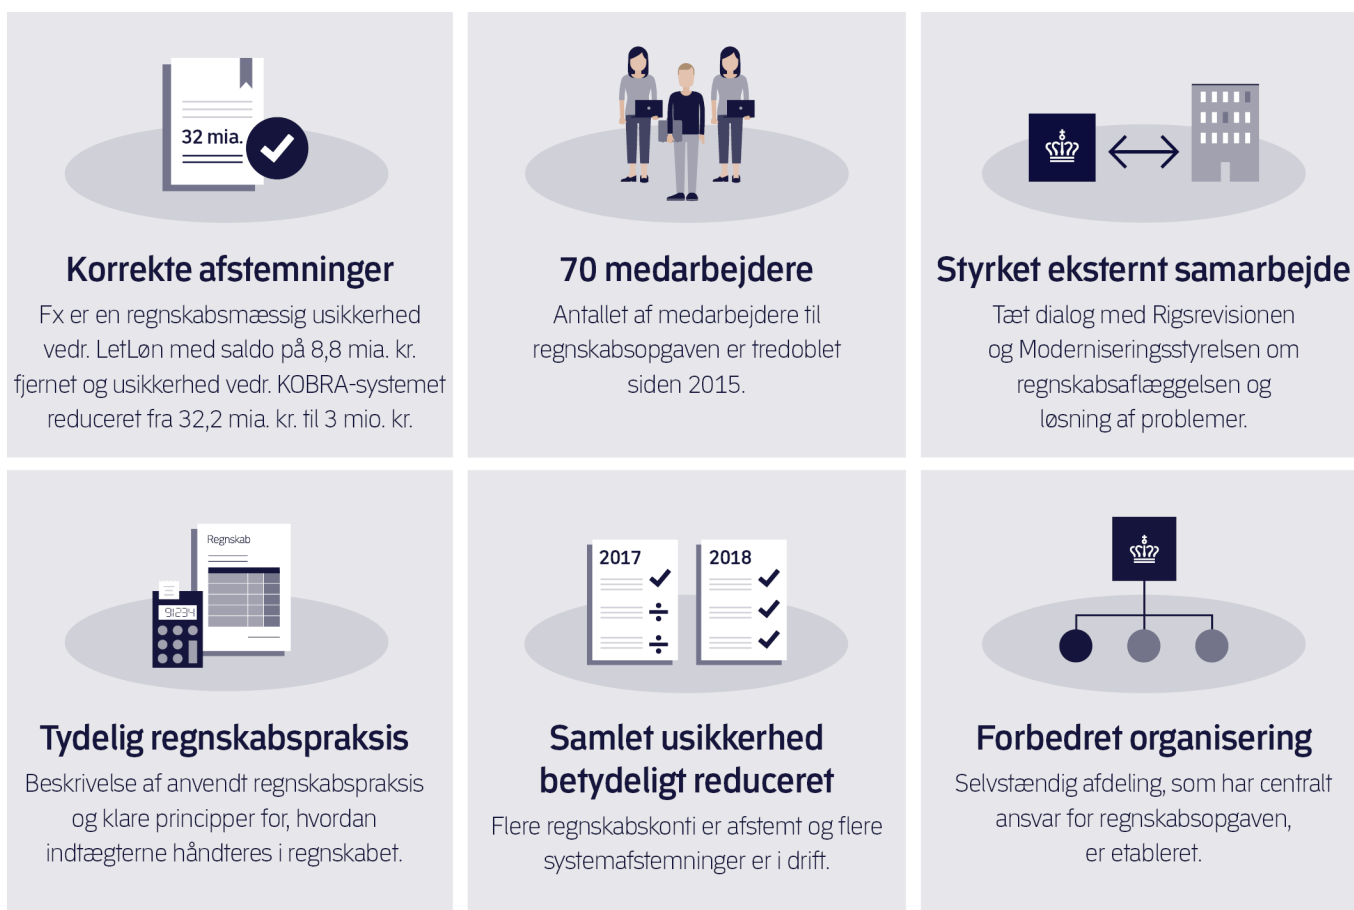 32 mia.
Korrekte afstemninger
Fx er en regnskabsmæssig usikkerhed
vedr. LetLøn med saldo på 8,8 mia. kr.
fjernet og usikkerhed vedr. KOBRA-systemet
reduceret fra 32,2 mia. kr. til 3 mio. kr.
70 medarbejdere
Antallet af medarbejdere til
regnskabsopgaven er tredoblet
siden 2015.
Styrket eksternt samarbejde
Tæt dialog med Rigsrevisionen
og Moderniseringsstyrelsen om
regnskabsaflæggelsen og
løsning af problemer.
Regnskab
91234
Tydelig regnskabspraksis
Beskrivelse af anvendt regnskabspraksis
og klare principper for, hvordan
indtægterne håndteres i regnskabet.
2017
2018
Samlet usikkerhed
betydeligt reduceret
Flere regnskabskonti er afstemt og flere
systemafstemninger er i drift.
Forbedret organisering
Selvstændig afdeling, som har centralt
ansvar for regnskabsopgaven,
er etableret.